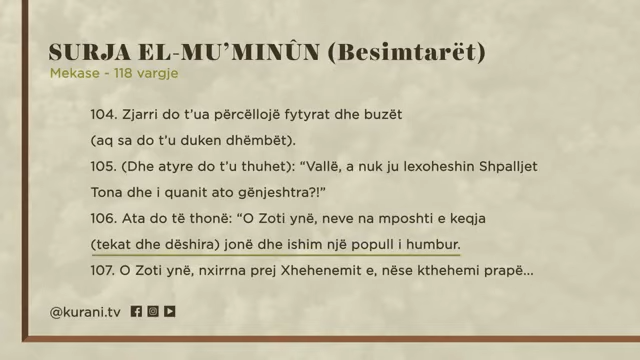 SURJA EL-MU’MINÛN (Besimtarët)
Mekase - 118 vargje
104. Zjarri do t’ua përcëllojë fytyrat dhe buzët
(aq sa do t’u duken dhëmbët).
105. (Dhe atyre do t’u thuhet): “Vallë, a nuk ju lexoheshin Shpalljet
Tona dhe i quanit ato gënjeshtra?!”
106. Ata do të thonë: “O Zoti ynë, neve na mposhti e keqja
(tekat dhe dëshira) jonë dhe ishim një popull i humbur.
107. O Zoti ynë, nxirrna prej Xhehenemit e, nëse kthehemi prapë...
@kurani.tv